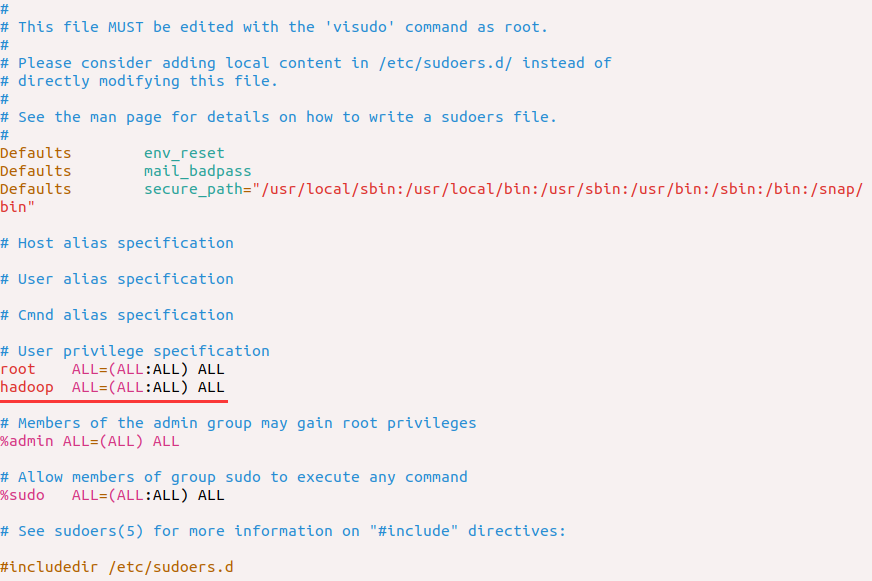 #
# This file MUST be edited with the 'visudo' command as root.
#
# Please consider adding local content in /etc/sudoers.d/ instead of
# directly modifying this file.
#
# See the man page for details on how to write a sudoers file.
#
Defaults        env_reset
Defaults        mail_badpass
Defaults        secure_path="/usr/local/sbin:/usr/local/bin:/usr/sbin:/usr/bin:/sbin:/bin:/snap/
bin"

# Host alias specification

# User alias specification

# Cmnd alias specification

# User privilege specification
root    ALL=(ALL:ALL) ALL
hadoop  ALL=(ALL:ALL) ALL

# Members of the admin group may gain root privileges
%admin ALL=(ALL) ALL

# Allow members of group sudo to execute any command
%sudo   ALL=(ALL:ALL) ALL

# See sudoers(5) for more information on "#include" directives:

#includedir /etc/sudoers.d